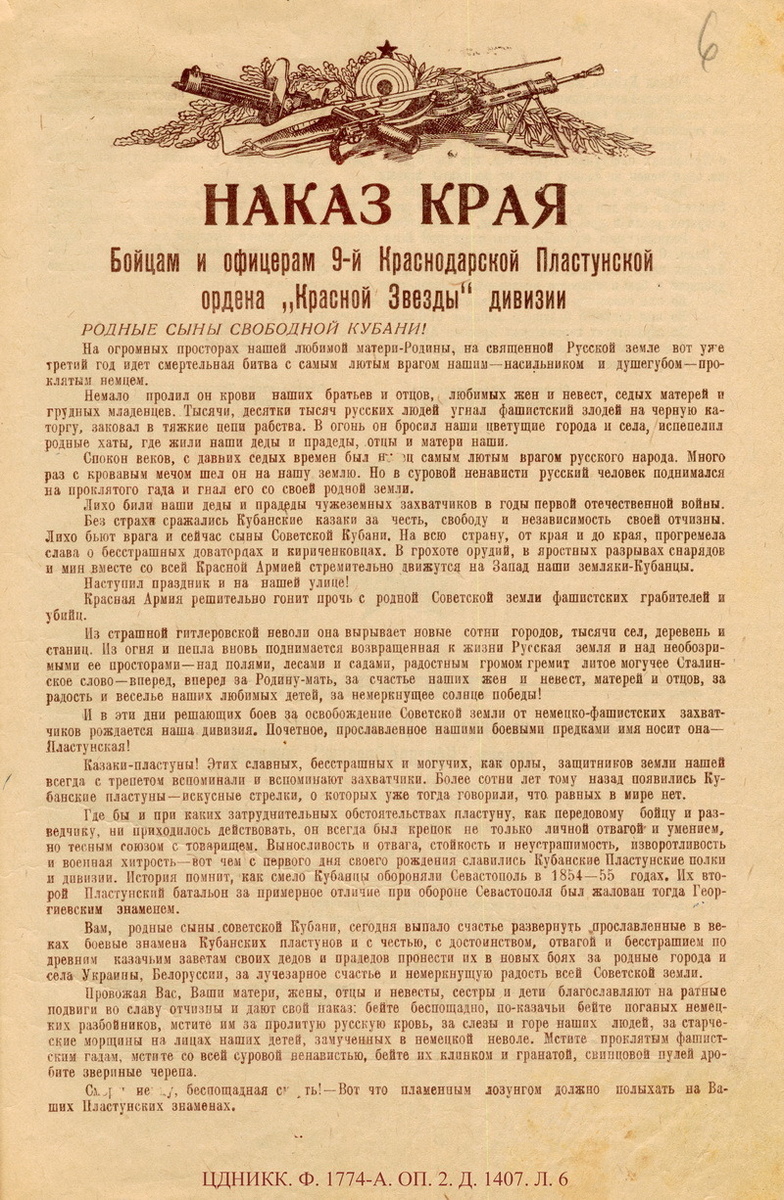 6
НАКАЗ КРАЯ
Бойцам и офицерам 9-й Краснодарской Пластунской
ордена „Красной Звезды“ дивизии
РОДНЫЕ СЫНЫ СВОБОДНОЙ КУБАНИ!
На огромных просторах нашей любимой матери-Родины, на священной Русской земле вот уже
третий год идет смертельная битва с самым лютым врагом нашим—насильником и душегубом—про-
клятым немцем.
Немало пролил он крови наших братьев и отцов, любимых жен и невест, седых матерей и
грудных младенцев. Тысячи, десятки тысяч русских людей угнал фашистский злодей на черную ка-
торгу, заковал в тяжкие цепи рабства. В огонь он бросил наши цветущие города и села, испепелил
родные хаты, где жили наши деды и прадеды, отцы и матери наши.
Спокон веков, с давних седых времен был самым лютым врагом русского народа. Много
раз с кровавым мечом шел он на нашу землю. Но в суровой ненависти русский человек поднимался
на проклятого гада и гнал его со своей родной земли.
Лихо били наши деды и прадеды чужеземных захватчиков в годы первой отечественной войны.
Без страха сражались Кубанские казаки за честь, свободу и независимость своей отчизны.
Лихо бьют врага и сейчас сыны Советской Кубани. На всю страну, от края и до края, прогремела
слава о бесстрашных доваторцах и кириченковцах. В грохоте орудий, в яростных разрывах снарядов
и мин вместе со всей Красной Армией стремительно движутся на Запад наши земляки-Кубанцы.
Наступил праздник и на нашей улице!
Красная Армия решительно гонит прочь с родной Советской земли фашистских грабителей и
убийц.
Из страшной гитлеровской неволи она вырывает новые сотни городов, тысячи сел, деревень и
станиц. Из огня и пепла вновь поднимается возвращенная к жизни Русская земля и над необозри-
мыми ее просторами—над полями, лесами и садами, радостным громом гремит литое могучее Сталин-
ское слово—вперед, вперед за Родину-мать, за счастье наших жен и невест, матерей и отцов, за
радость и веселье наших любимых детей, за немеркнущее солнце победы!
И в эти дни решающих боев за освобождение Советской земли от немецко-фашистских захват-
чиков рождается наша дивизия. Почетное, прославленное нашими боевыми предками имя носит она—
Пластунская!
Казаки-пластуны! Этих славных, бесстрашных и могучих, как орлы, защитников земли нашей
всегда с трепетом вспоминали и вспоминают захватчики. Более сотни лет тому назад появились Ку-
банские пластуны—искусные стрелки, о которых уже тогда говорили, что равных в мире нет.
Где бы и при каких затруднительных обстоятельствах пластуну, как передовому бойцу и раз-
ведчику, ни приходилось действовать, он всегда был крепок не только личной отвагой и умением,
но тесным союзом с товарищем. Выносливость и отвага, стойкость и неустрашимость, изворотливость
и военная хитрость—вот чем с первого дня своего рождения славились Кубанские Пластунские полки
и дивизии. История помнит, как смело Кубанцы обороняли Севастополь в 1854—55 годах. Их вто-
рой Пластунский батальон за примерное отличие при обороне Севастополя был жалован тогда Геор-
гиевским знаменем.
Вам, родные сыны советской Кубани, сегодня выпало счастье развернуть прославленные в ве-
ках боевые знамена Кубанских пластунов и с честью, с достоинством, отвагой и бесстрашием по
древним казачьим заветам своих дедов и прадедов пронести их в новых боях за родные города и
села Украины, Белоруссии, за лучезарное счастье и немеркнущую радость всей Советской земли.
Провожая Вас, Ваши матери, жены, отцы и невесты, сестры и дети благославляют на ратные
подвиги во славу отчизны и дают свой наказ: бейте беспощадно, по-казачьи бейте поганых немец-
ких разбойников, мстите им за пролитую русскую кровь, за слезы и горе наших людей, за старче-
ские морщины на лицах наших детей, замученных в немецкой неволе. Мстите проклятым фашист-
ским гадам, мстите со всей суровой ненавистью, бейте их клинком и гранатой, свинцовой пулей дро-
бите звериные черепа.
беспощадная —Вот что пламенным лозунгом должно полыхать на Ва-
ших Пластунских знаменах.
ЦДНИКК. Ф. 1774-А. ОП. 2. Д. 1407. Л. 6